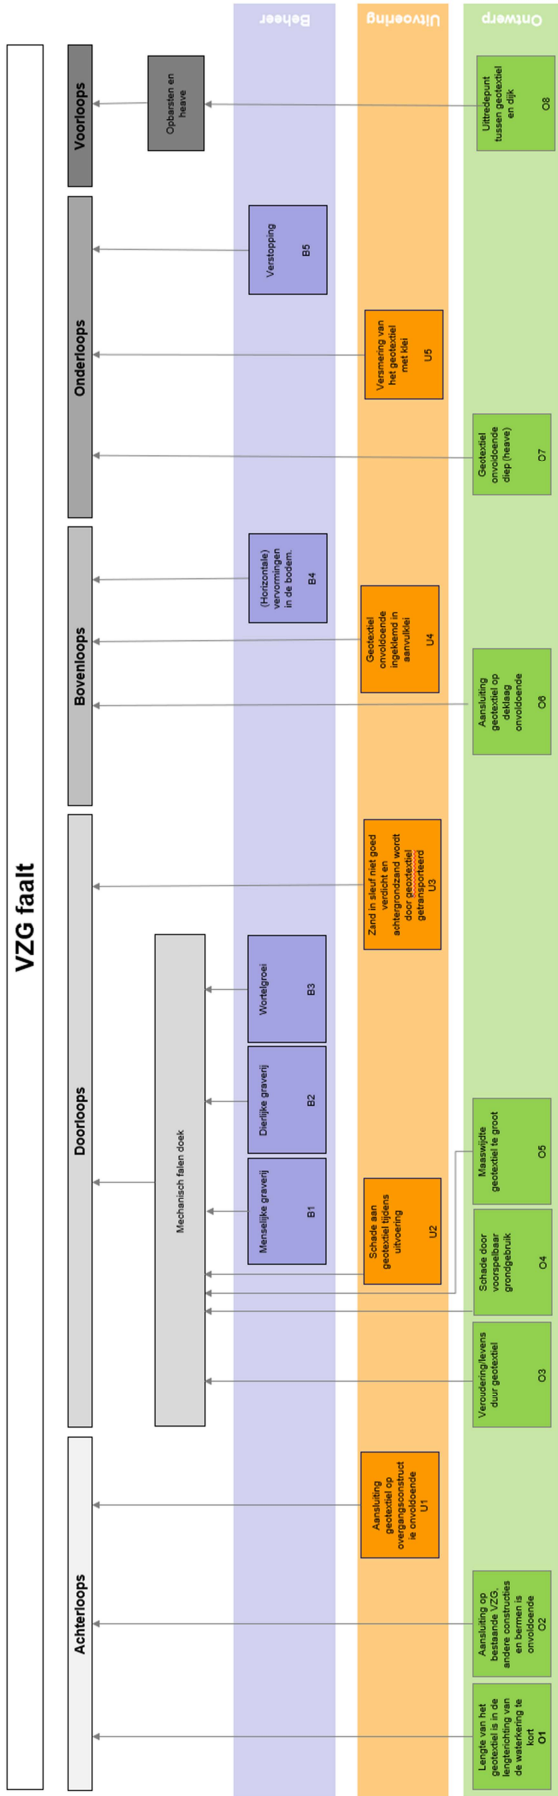 VZG faalt
Achterloops
Doorloops
Bovenloops
Onderloops
Voorloops
Mechanisch falen doek
Opbarsten en
heave
Beheer
Menselijke graverij
B1
Dierlijke graverij
B2
Wortelgroei
B3
(Horizontale)
vervormingen
in de bodem.
B4
Verstopping
B5
Uitvoering
Aansluiting
geotextiel op
overgangsconstruct
ie onvoldoende
U1
Schade aan
geotextiel tijdens
uitvoering
U2
Zand in sleuf niet goed
verdicht en
achtergrondzand wordt
door geoxtextiel
getransporteerd
U3
Geotextiel
onvoldoende
ingeklemd in
aanvulklei
U4
Versmering van
het geotextiel
met klei
U5
Ontwerp
Lengte van het
geotextiel is in de
lengterichting van
de waterkering te
kort
O1
Aansluiting op
bestaande VZG,
andere constructies
en bermen is
onvoldoende
O2
Veroudering/levens
duur geotextiel
O3
Schade door
voorspelbaar
grondgebruik
O4
Maaswijdte
geotextiel te groot
O5
Aansluiting
geotextiel op
deklaag
onvoldoende
O6
Geotextiel
onvoldoende
diep (heave)
O7
Uittredepunt
tussen geotextiel
en dijk
O8